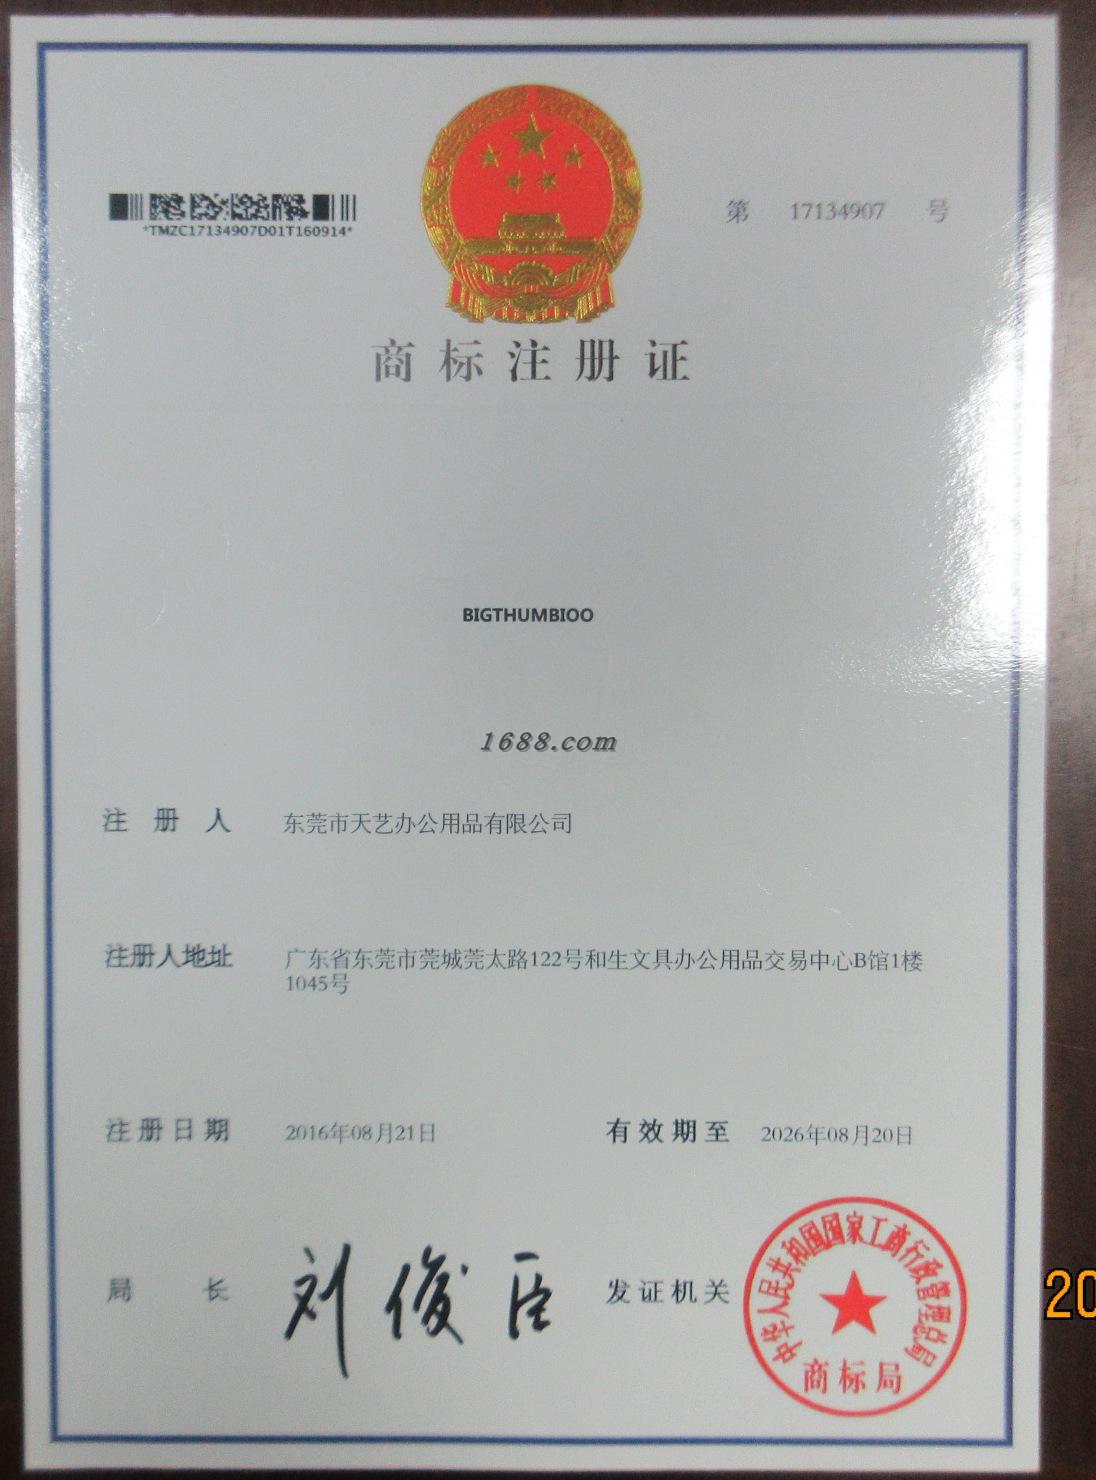 *TMZC17134907D01T160914*
第 17134907 号
商标注册证
BIGTHUMBIOO
1688.com
注册人 东莞市天艺办公用品有限公司
注册人地址 广东省东莞市莞城莞太路122号和生文具办公用品交易中心B馆1楼
1045号
注册日期 2016年08月21日 有效期至 2026年08月20日
局长 刘俊臣 发证机关
中华人民共和国国家工商行政管理总局
商标局
20